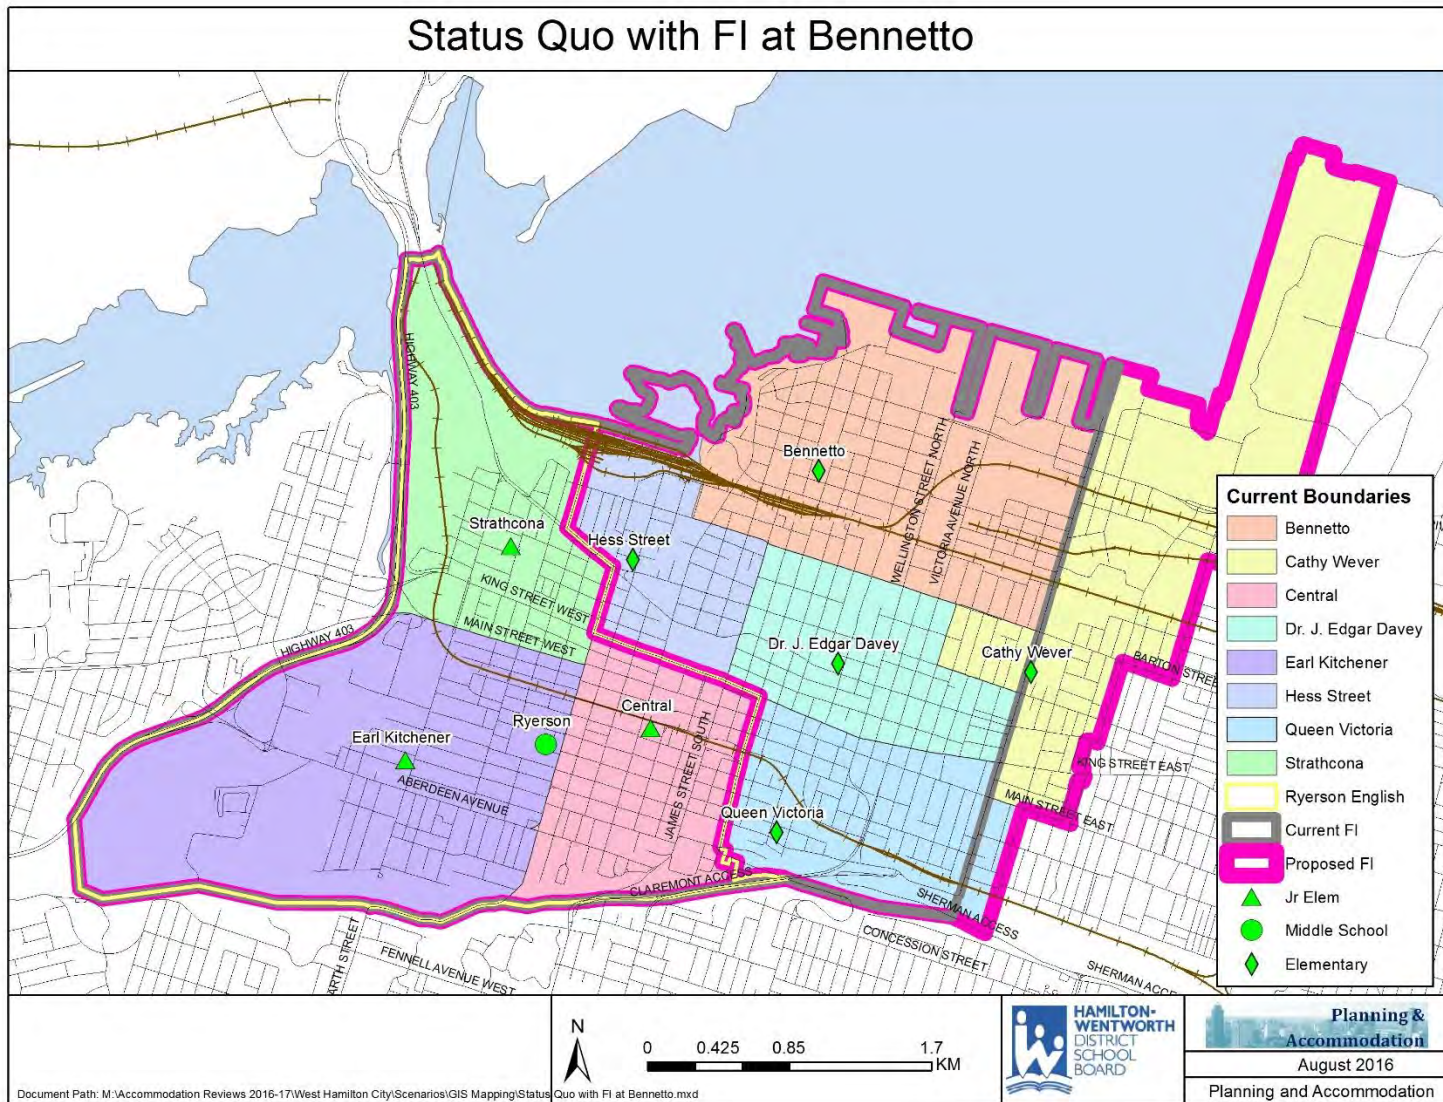 Status Quo with FI at Bennetto
HIGHWAY 403
Bennetto
WELLINGTON STREET NORTH
VICTORIA AVENUE NORTH
Strathcona
Hess Street
KING STREET WEST
MAIN STREET WEST
HIGHWAY 403
Dr. J. Edgar Davey
Cathy Wever
BARTON STREE
Central
Ryerson
Earl Kitchener
JAMES STREET SOUTH
KING STREET EAST
ABERDEEN AVENUE
MAIN STREET EAST
Queen Victoria
CLAREMONT ACCESS
SHERMAN ACCESS
CONCESSION STREET
ARTH STREET
FENNELL AVENUE WEST
SHERMAN ACCE
Current Boundaries
Bennetto
Cathy Wever
Central
Dr. J. Edgar Davey
Earl Kitchener
Hess Street
Queen Victoria
Strathcona
Ryerson English
Current FI
Proposed FI
Jr Elem
Middle School
Elementary
Document Path: M:\Accommodation Reviews 2016-17\West Hamilton City\Scenarios\GIS Mapping\Status Quo with FI at Bennetto.mxd
N
0 0.425 0.85 1.7
KM
HAMILTON-
WENTWORTH
DISTRICT
SCHOOL
BOARD
Planning &
Accommodation
August 2016
Planning and Accommodation